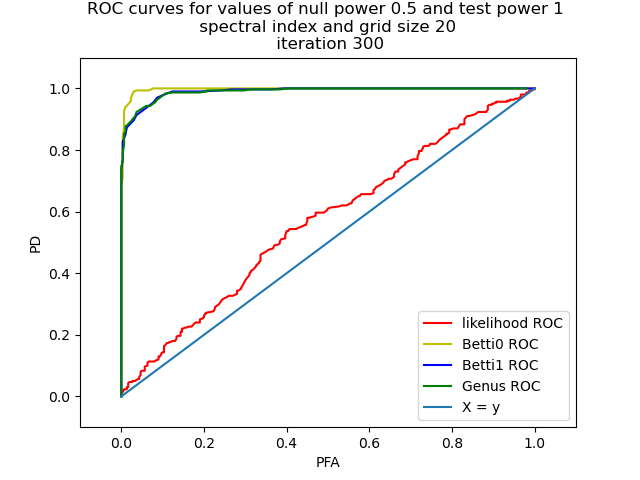 ROC curves for values of null power 0.5 and test power 1
spectral index and grid size 20
iteration 300
1.0
0.8
0.6
0.4
0.2
0.0
PD
0.0 0.2 0.4 0.6 0.8 1.0
PFA
likelihood ROC
Betti0 ROC
Betti1 ROC
Genus ROC
X = y